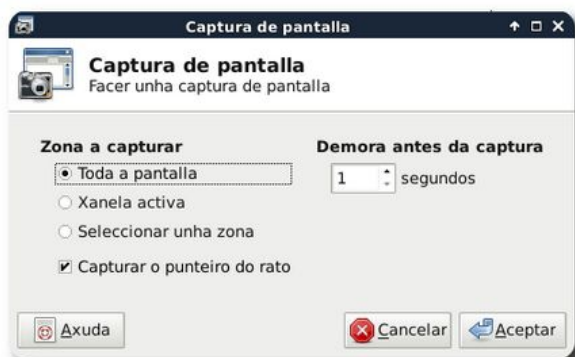 Captura de pantalla
Captura de pantalla
Facer unha captura de pantalla
Zona a capturar
Toda a pantalla
Xanela activa
Seleccionar unha zona
Capturar o punteiro do rato
Demora antes da captura
1 segundos
Axuda
Cancelar
Aceptar